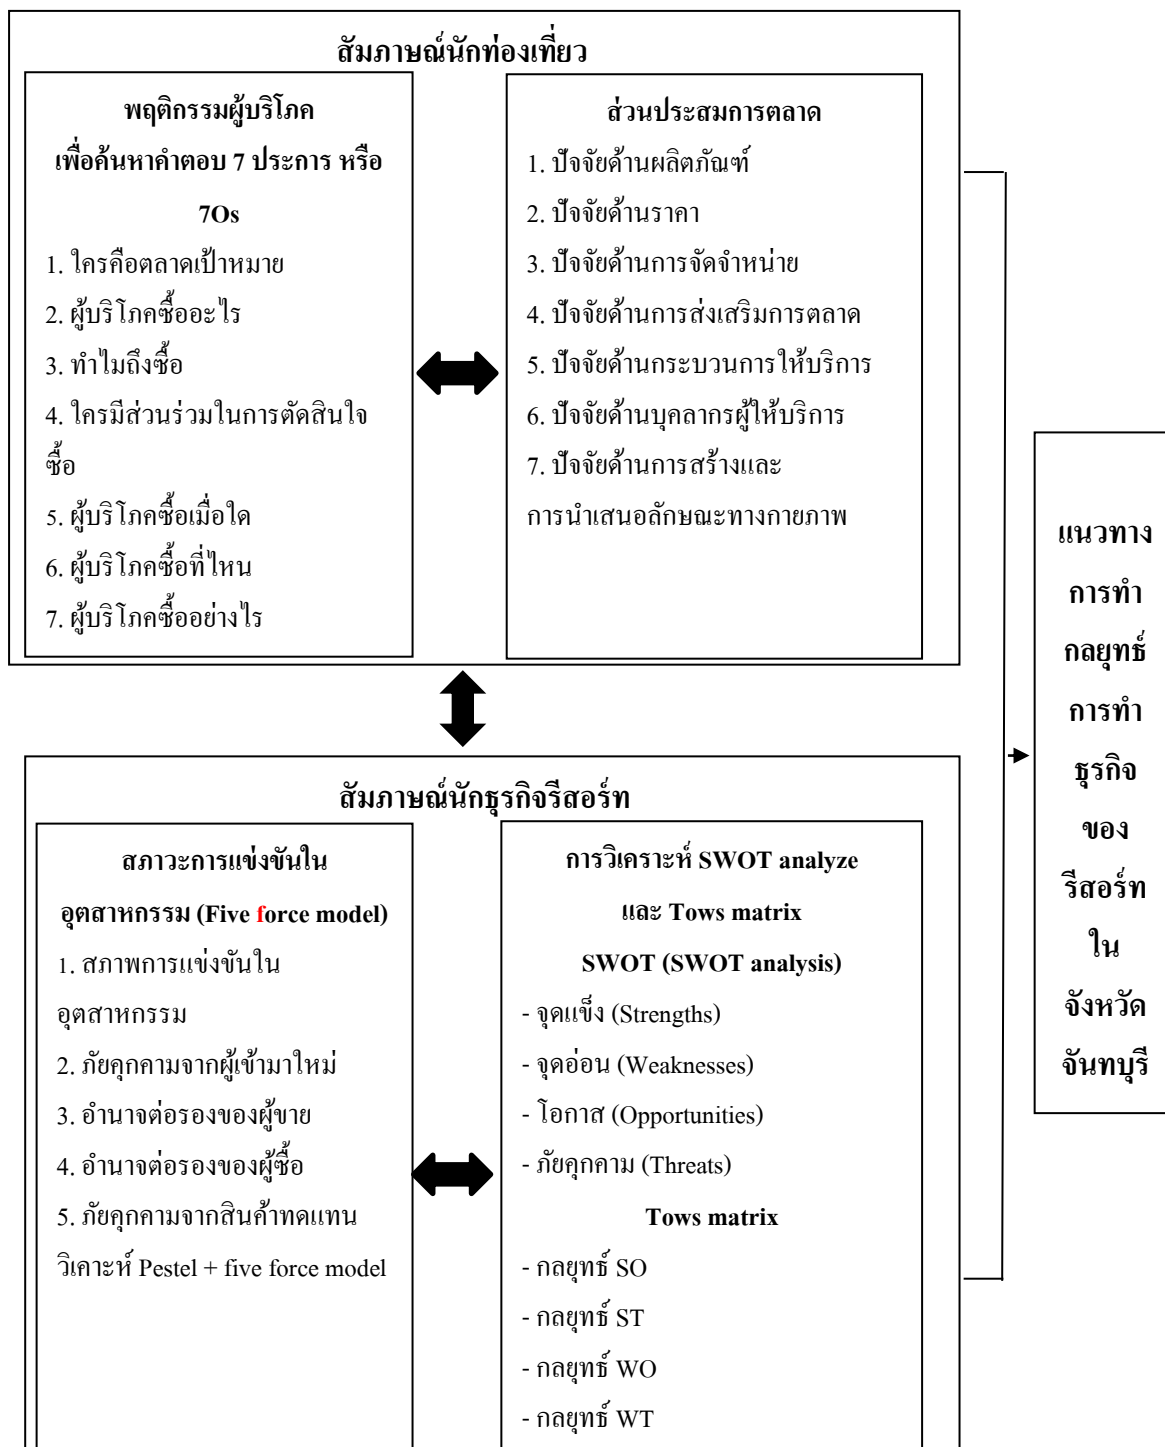 สัมภาษณ์นักท่องเที่ยว
พฤติกรรมผู้บริโภค
เพื่อค้นหาคำตอบ 7 ประการ หรือ
7Os
1. ใครคือตลาดเป้าหมาย
2. ผู้บริโภคซื้ออะไร
3. ทำไมถึงซื้อ
4. ใครมีส่วนร่วมในการตัดสินใจ
ซื้อ
5. ผู้บริโภคซื้อเมื่อใด
6. ผู้บริโภคซื้อที่ไหน
7. ผู้บริโภคซื้ออย่างไร
ส่วนประสมการตลาด
1. ปัจจัยด้านผลิตภัณฑ์
2. ปัจจัยด้านราคา
3. ปัจจัยด้านการจัดจำหน่าย
4. ปัจจัยด้านการส่งเสริมการตลาด
5. ปัจจัยด้านกระบวนการให้บริการ
6. ปัจจัยด้านบุคลากรผู้ให้บริการ
7. ปัจจัยด้านการสร้างและ
การนำเสนอลักษณะทางกายภาพ
สัมภาษณ์นักธุรกิจรีสอร์ท
สภาวะการแข่งขันใน
อุตสาหกรรม (Five force model)
1. สภาพการแข่งขันใน
อุตสาหกรรม
2. ภัยคุกคามจากผู้เข้ามาใหม่
3. อำนาจต่อรองของผู้ขาย
4. อำนาจต่อรองของผู้ซื้อ
5. ภัยคุกคามจากสินค้าทดแทน
วิเคาะห์ Pestel + five force model
การวิเคราะห์ SWOT analyze
และ Tows matrix
SWOT (SWOT analysis)
- จุดแข็ง (Strengths)
- จุดอ่อน (Weaknesses)
- โอกาส (Opportunities)
- ภัยคุกคาม (Threats)
Tows matrix
- กลยุทธ์ SO
- กลยุทธ์ ST
- กลยุทธ์ WO
- กลยุทธ์ WT
แนวทาง
การทำ
กลยุทธ์
การทำ
ธุรกิจ
ของ
รีสอร์ท
ใน
จังหวัด
จันทบุรี